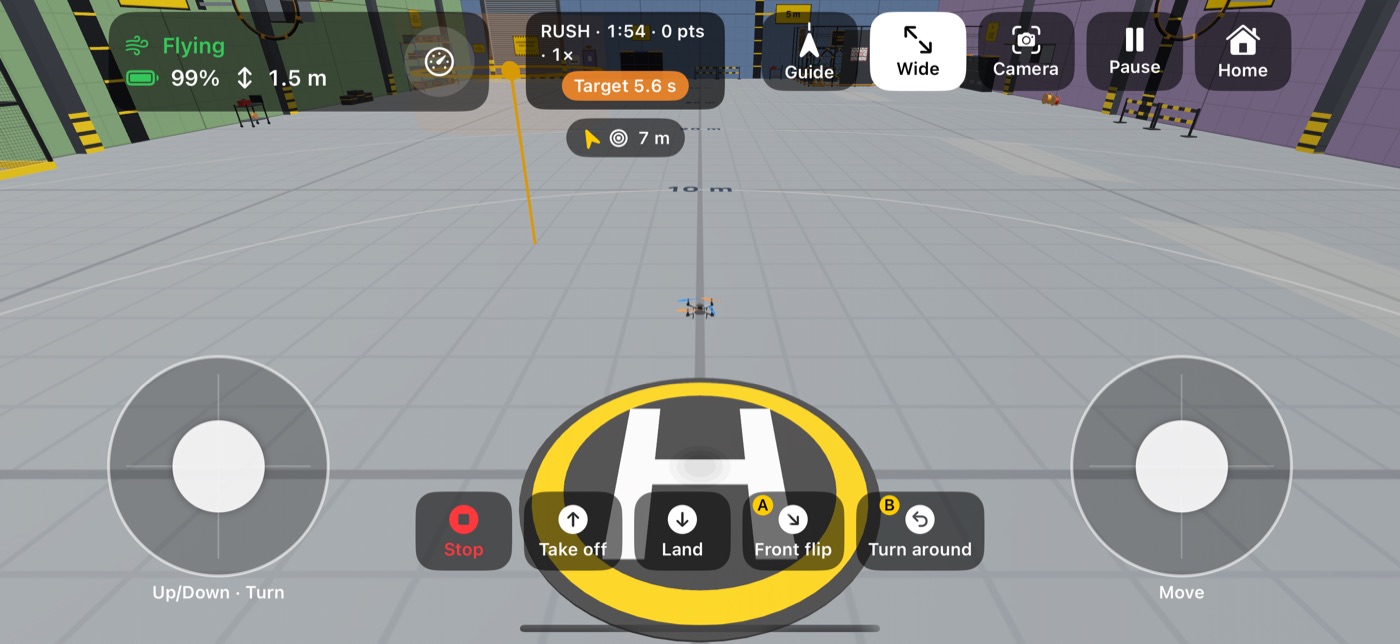 Flying
99% 1.5 m
RUSH · 1:54 · 0 pts
· 1x
Target 5.6 s
7 m
Guide
Wide
Camera
Pause
Home
5 m
10 m
H
Stop
Take off
Land
A
Front flip
B
Turn around
Up/Down · Turn
Move